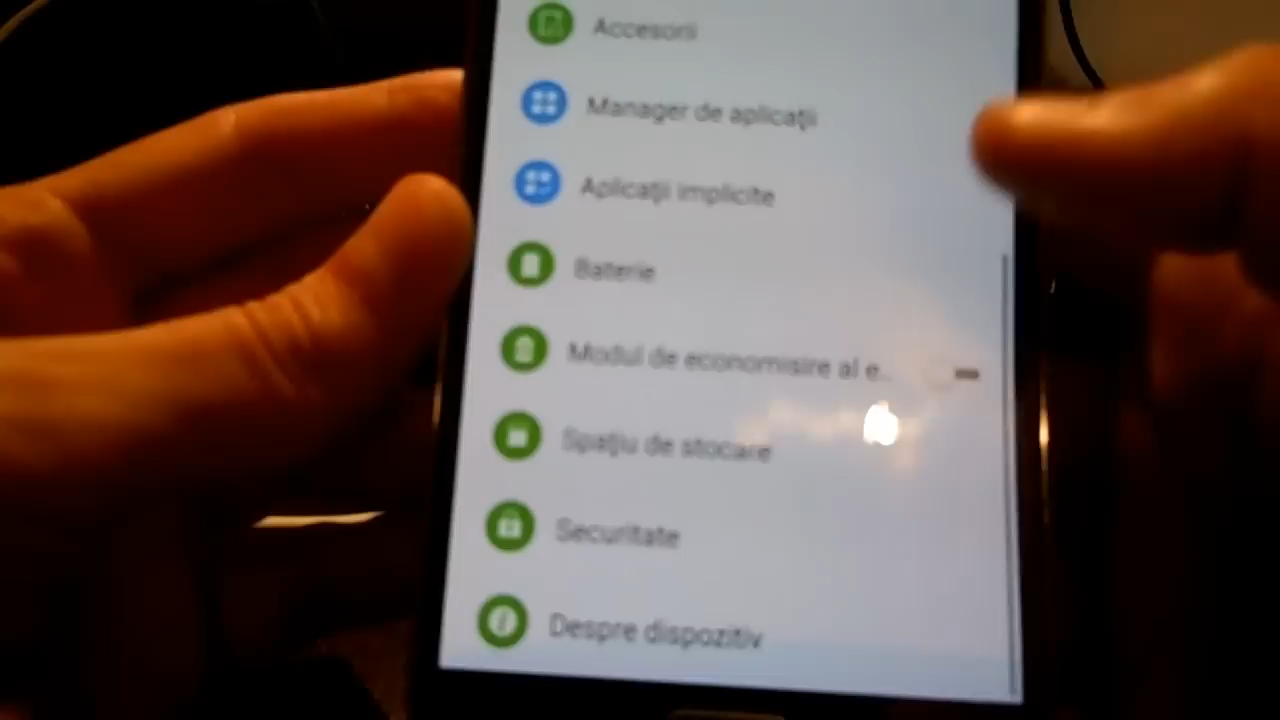 Accesorii
Manager de aplicaţii
Aplicaţii implicite
Baterie
Modul de economisire al e..
Spaţiu de stocare
Securitate
Despre dispozitiv